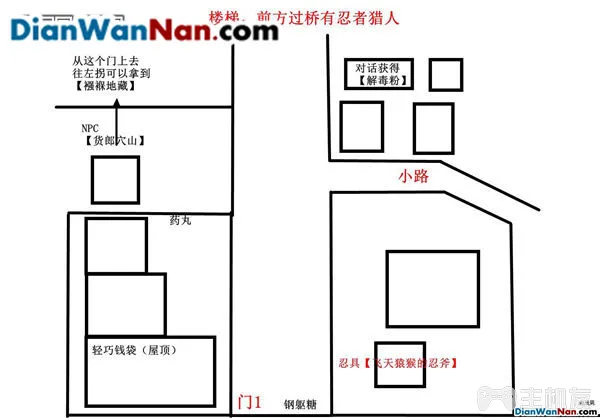 DianWanNan.com
楼梯，前方过桥有忍者猎人
从这个门上去
往左拐可以拿到
【襁褓地藏】
对话获得
【解毒粉】
NPC
【货郎穴山】
小路
药丸
轻巧钱袋（屋顶）
忍具【飞天猿猴的忍斧】
门1
钢躯糖
主机友
DianWanNan.com